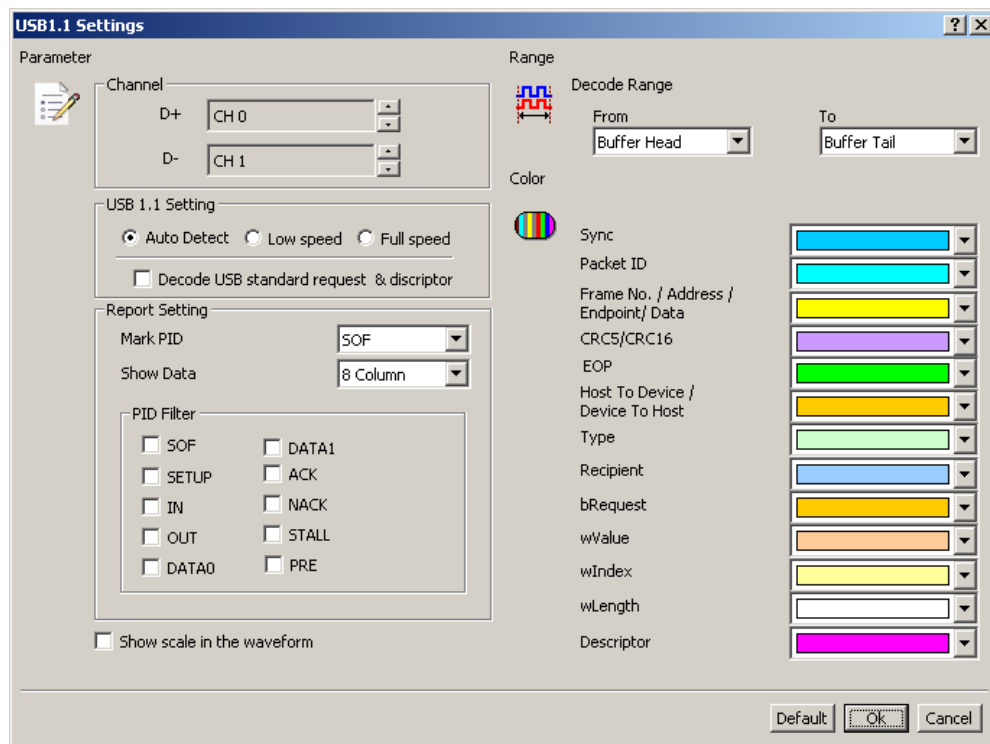 USB1.1 Settings
Parameter
Channel
D+
CH 0
D-
CH 1
USB 1.1 Setting
Auto Detect
Low speed
Full speed
Decode USB standard request & discriptor
Report Setting
Mark PID
SOF
Show Data
8 Column
PID Filter
SOF
DATA1
SETUP
ACK
IN
NACK
OUT
STALL
DATA0
PRE
Show scale in the waveform
Range
Decode Range
From
To
Buffer Head
Buffer Tail
Color
Sync
Packet ID
Frame No. / Address /
Endpoint/ Data
CRC5/CRC16
EOP
Host To Device /
Device To Host
Type
Recipient
bRequest
wValue
wIndex
wLength
Descriptor
Default
Ok
Cancel